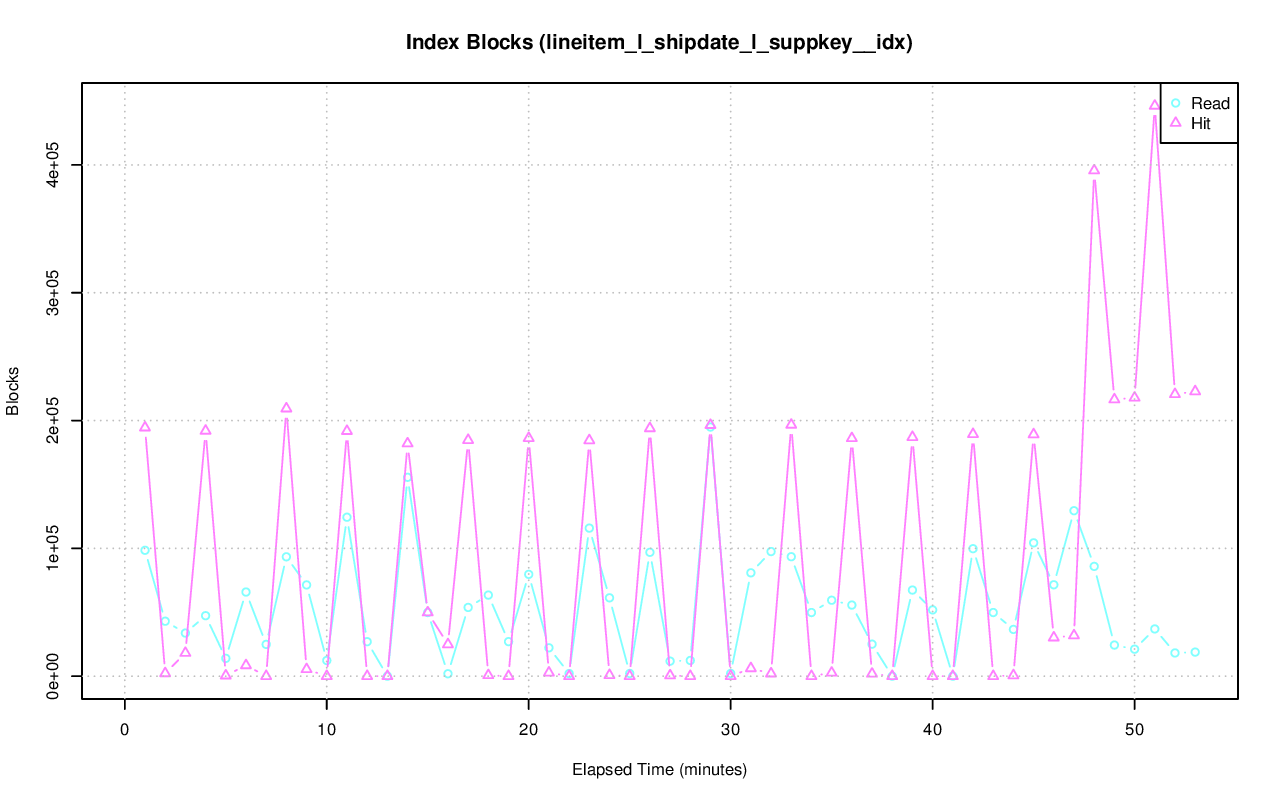 Index Blocks (lineitem_l_shipdate_l_suppkey__idx)
Read
Hit
Blocks
4e+05
3e+05
2e+05
1e+05
0e+00
0 10 20 30 40 50
Elapsed Time (minutes)